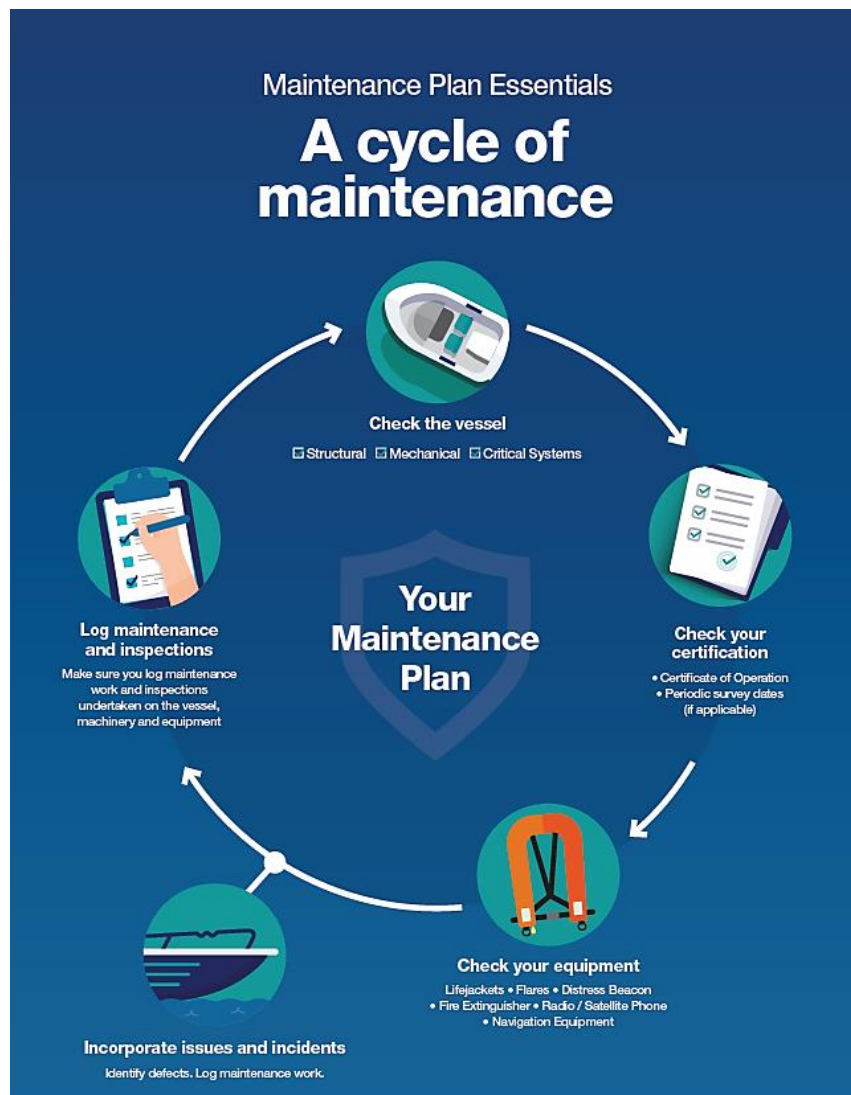 Maintenance Plan Essentials
A cycle of
maintenance
Check the vessel
Structural Mechanical Critical Systems
Check your
certification
• Certificate of Operation
• Periodic survey dates
(if applicable)
Check your equipment
Lifejackets • Flares • Distress Beacon
• Fire Extinguisher • Radio / Satellite Phone
• Navigation Equipment
Incorporate issues and incidents
Identify defects. Log maintenance work.
Log maintenance
and inspections
Make sure you log maintenance
work and inspections
undertaken on the vessel,
machinery and equipment
Your
Maintenance
Plan